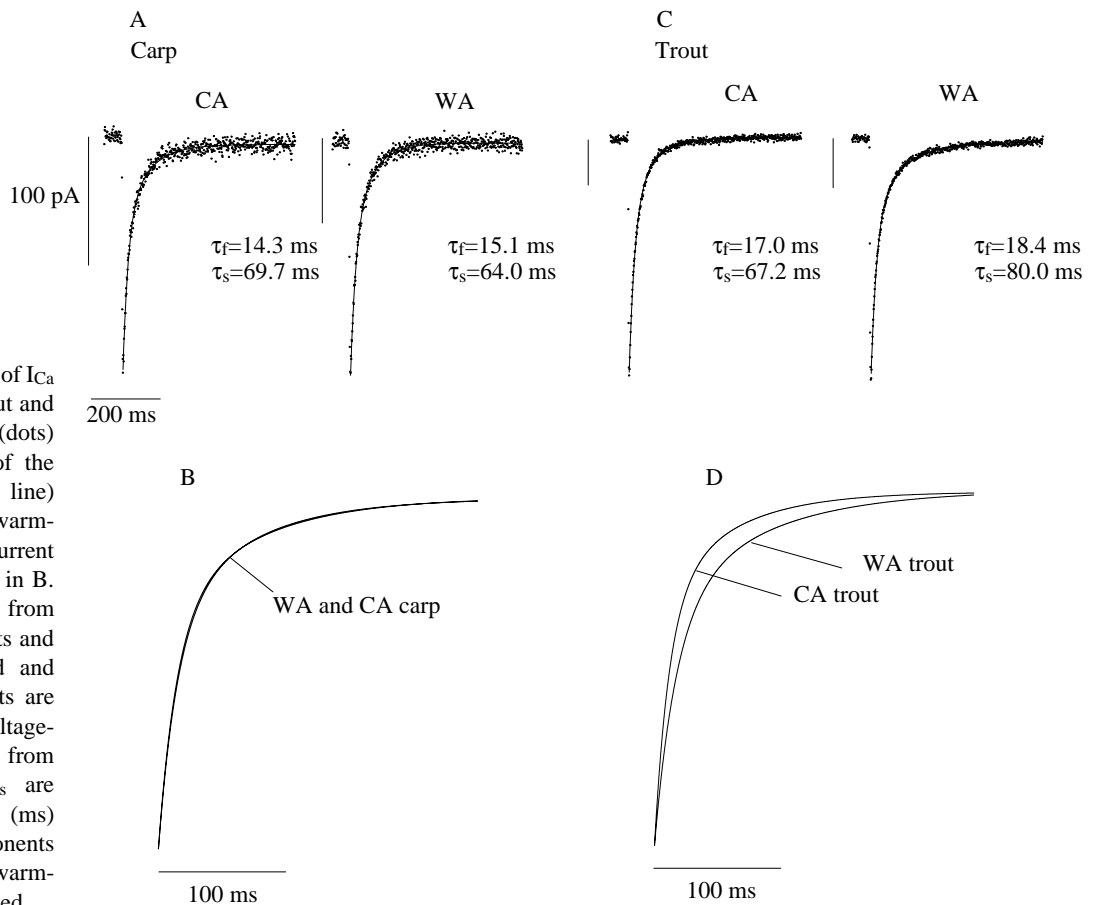 A
Carp
CA
WA
100 pA
τf=14.3 ms
τs=69.7 ms
τf=15.1 ms
τs=64.0 ms
200 ms
C
Trout
CA
WA
τf=17.0 ms
τs=67.2 ms
τf=18.4 ms
τs=80.0 ms
of ICa
ut and
(dots)
of the
line)
warm-
urrent
in B.
from
ts and
d and
ts are
ltage-
from
s are
(ms)
onents
warm-
ed
B
WA and CA carp
100 ms
D
WA trout
CA trout
100 ms